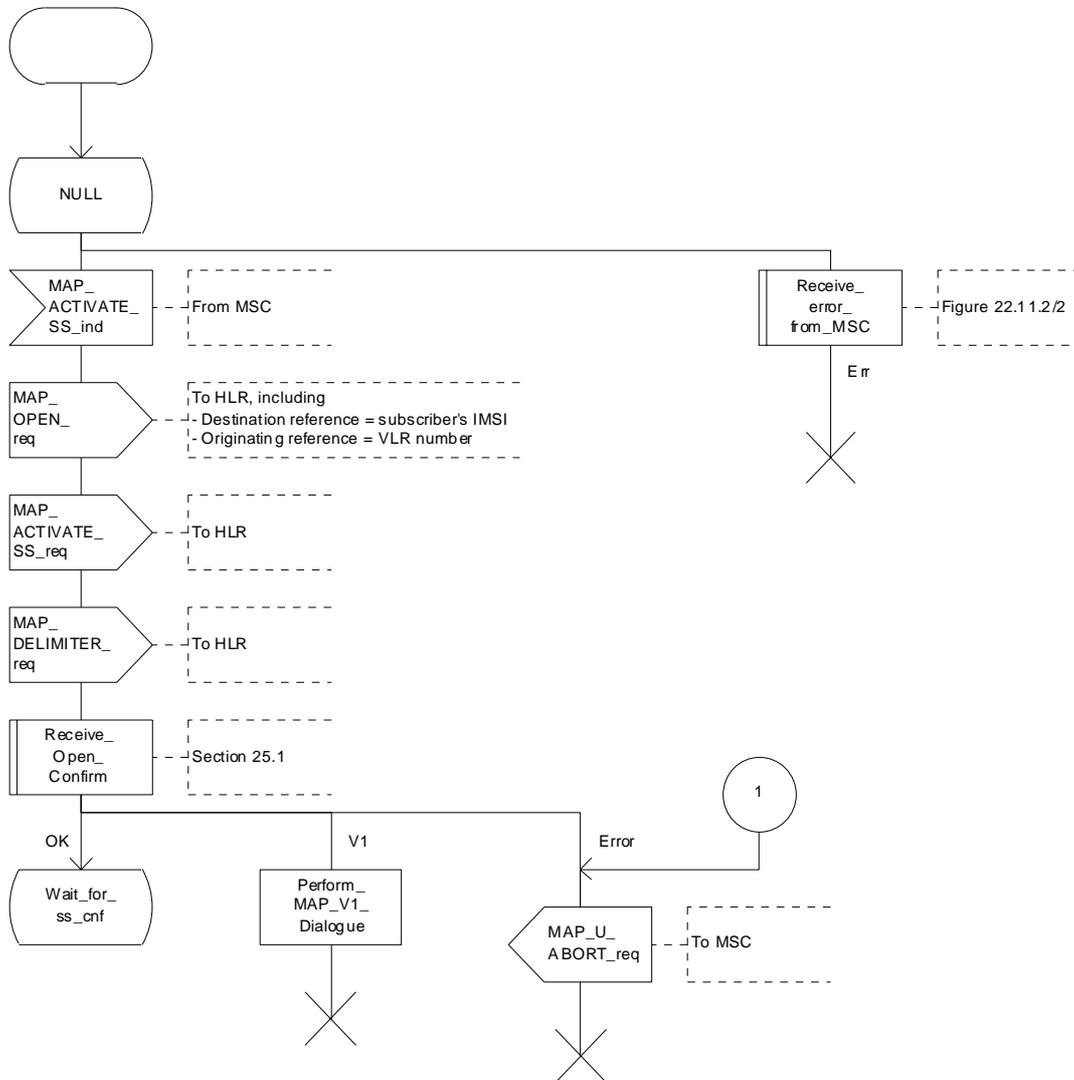 NULL
MAP_
ACTIVATE_
SS_ind
From MSC
Receive_
error_
from_MSC
Figure 22.11.2/2
Err
MAP_
OPEN_
req
To HLR, including
- Destination reference = subscriber's IMSI
- Originating reference = VLR number
MAP_
ACTIVATE_
SS_req
To HLR
MAP_
DELIMITER_
req
To HLR
Receive_
Open_
Confirm
Section 25.1
1
OK
V1
Error
Wait_for_
ss_cnf
Perform_
MAP_V1_
Dialogue
MAP_U_
ABORT_req
To MSC